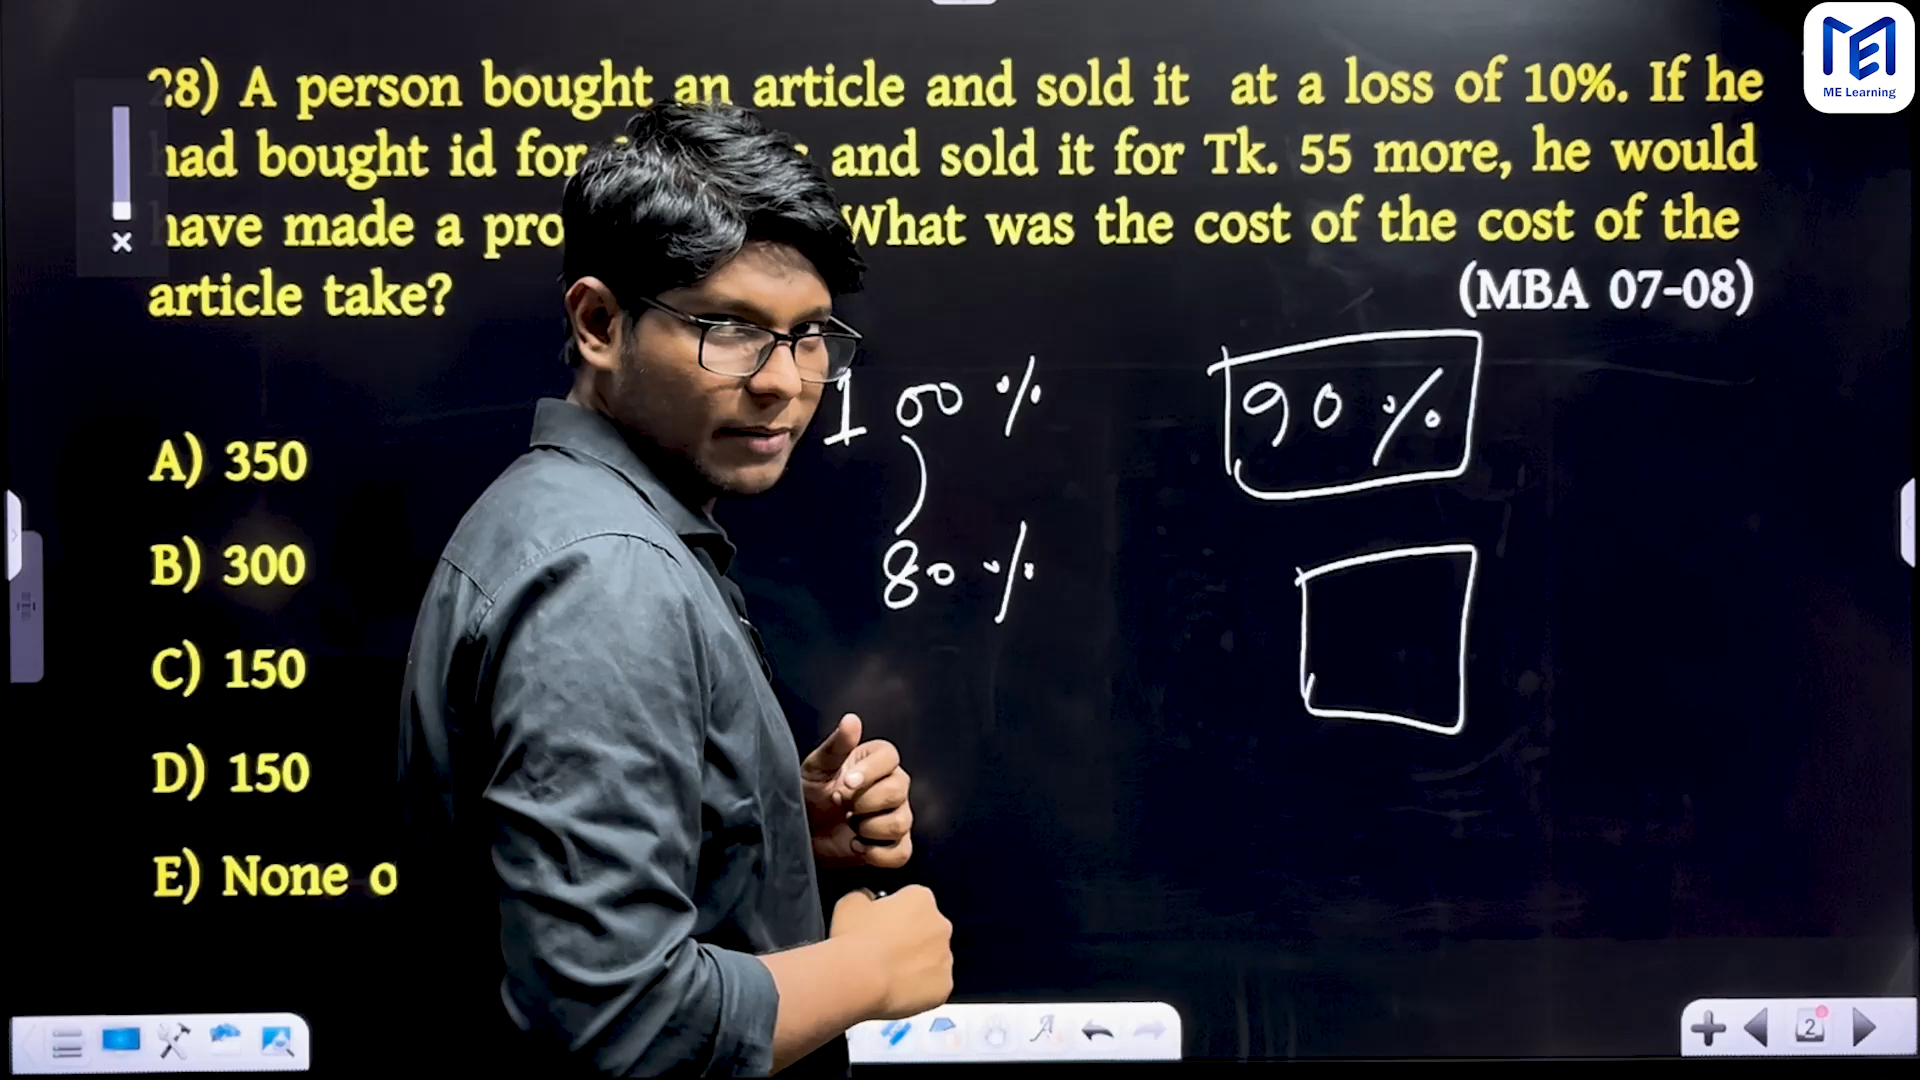 28) A person bought an article and sold it at a loss of 10%. If he
had bought id for and sold it for Tk. 55 more, he would
have made a What was the cost of the cost of the
article take?
(MBA 07-08)
100%
90%
A) 350
80%
B) 300
C) 150
D) 150
E) None
ME Learning
2